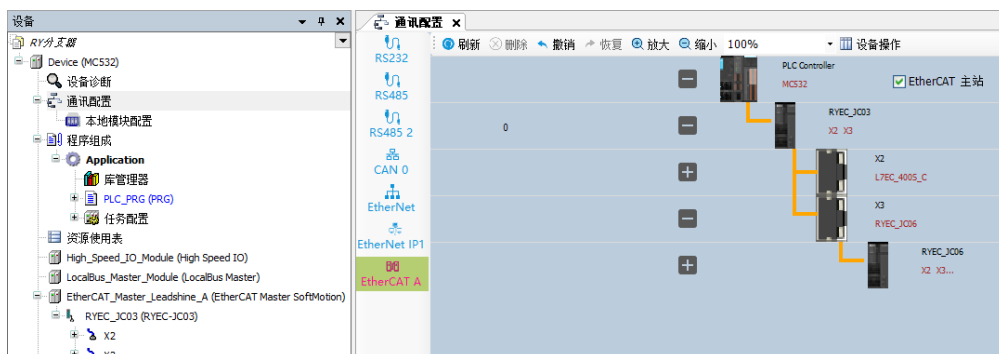 设备
RY分支器
Device (MC532)
设备诊断
通讯配置
本地模块配置
程序组成
Application
库管理器
PLC_PRG (PRG)
任务配置
资源使用表
High_Speed_IO_Module (High Speed IO)
LocalBus_Master_Module (LocalBus Master)
EtherCAT_Master_Leadshine_A (EtherCAT Master SoftMotion)
RYEC_JC03 (RYEC-JC03)
X2
通讯配置
刷新 删除 撤销 恢复 放大 缩小 100% 设备操作
RS232
RS485
RS485 2
CAN 0
EtherNet
EtherNet IP1
EtherCAT A
PLC Controller
MC532
EtherCAT 主站
0
RYEC_JC03
X2 X3
X2
L7EC_400S_C
X3
RYEC_JC06
RYEC_JC06
X2 X3...